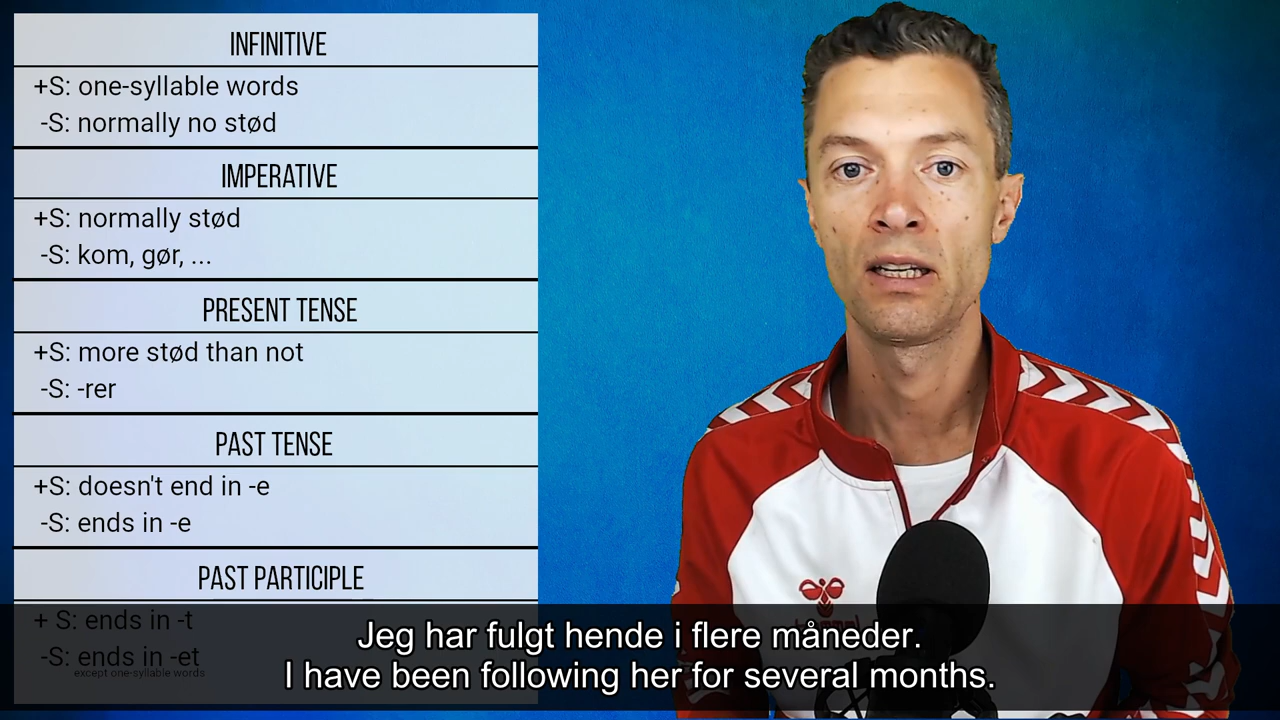 INFINITIVE
+S: one-syllable words
-S: normally no stød
IMPERATIVE
+S: normally stød
-S: kom, gør, ...
PRESENT TENSE
+S: more stød than not
-S: -rer
PAST TENSE
+S: doesn't end in -e
-S: ends in -e
PAST PARTICIPLE
+ S: ends in -t
-S: ends in -et
except one-syllable words
Jeg har fulgt hende i flere måneder.
I have been following her for several months.